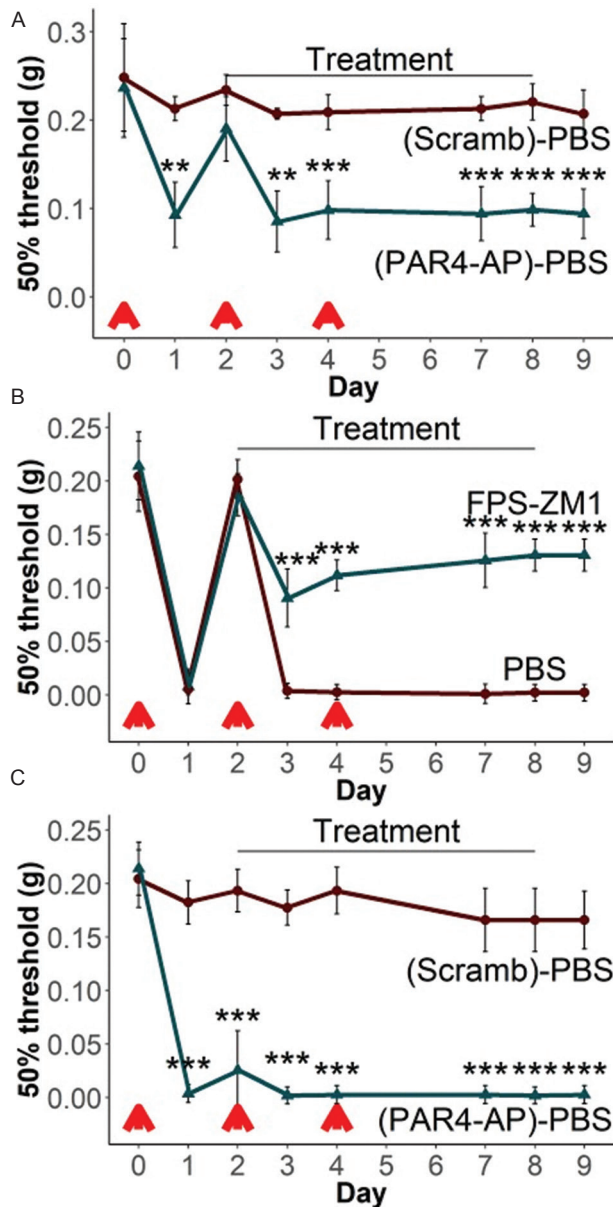 A
50% threshold (g)
0.3
0.2
0.1
0.0
Treatment
(Scramb)-PBS
** ** *** *** *** ***
(PAR4-AP)-PBS
0 1 2 3 4 5 6 7 8 9
Day
B
50% threshold (g)
0.25
0.20
0.15
0.10
0.05
0.00
Treatment
FPS-ZM1
*** *** *** *** ***
PBS
0 1 2 3 4 5 6 7 8 9
Day
C
50% threshold (g)
0.25
0.20
0.15
0.10
0.05
0.00
Treatment
(Scramb)-PBS
*** *** *** *** *** *** ***
(PAR4-AP)-PBS
0 1 2 3 4 5 6 7 8 9
Day